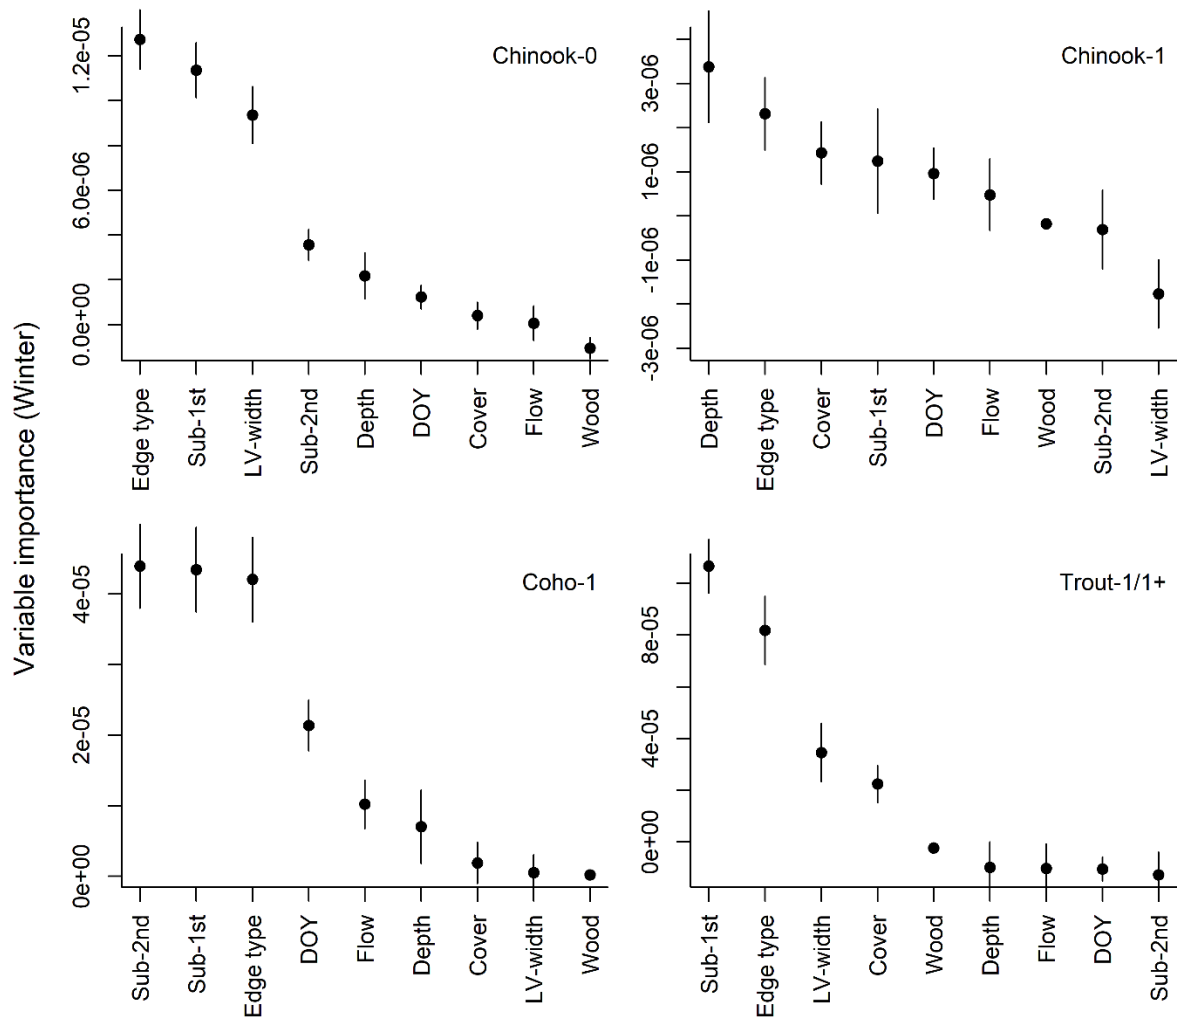 Variable importance (Winter)
Chinook-0
1.2e-05
6.0e-06
0.0e+00
Edge type
Sub-1st
LV-width
Sub-2nd
Depth
DOY
Cover
Flow
Wood
Chinook-1
3e-06
1e-06
-1e-06
-3e-06
Depth
Edge type
Cover
Sub-1st
DOY
Flow
Wood
Sub-2nd
LV-width
Coho-1
4e-05
2e-05
0e+00
Sub-2nd
Sub-1st
Edge type
DOY
Flow
Depth
Cover
LV-width
Wood
Trout-1/1+
8e-05
4e-05
0e+00
Sub-1st
Edge type
LV-width
Cover
Wood
Depth
Flow
DOY
Sub-2nd